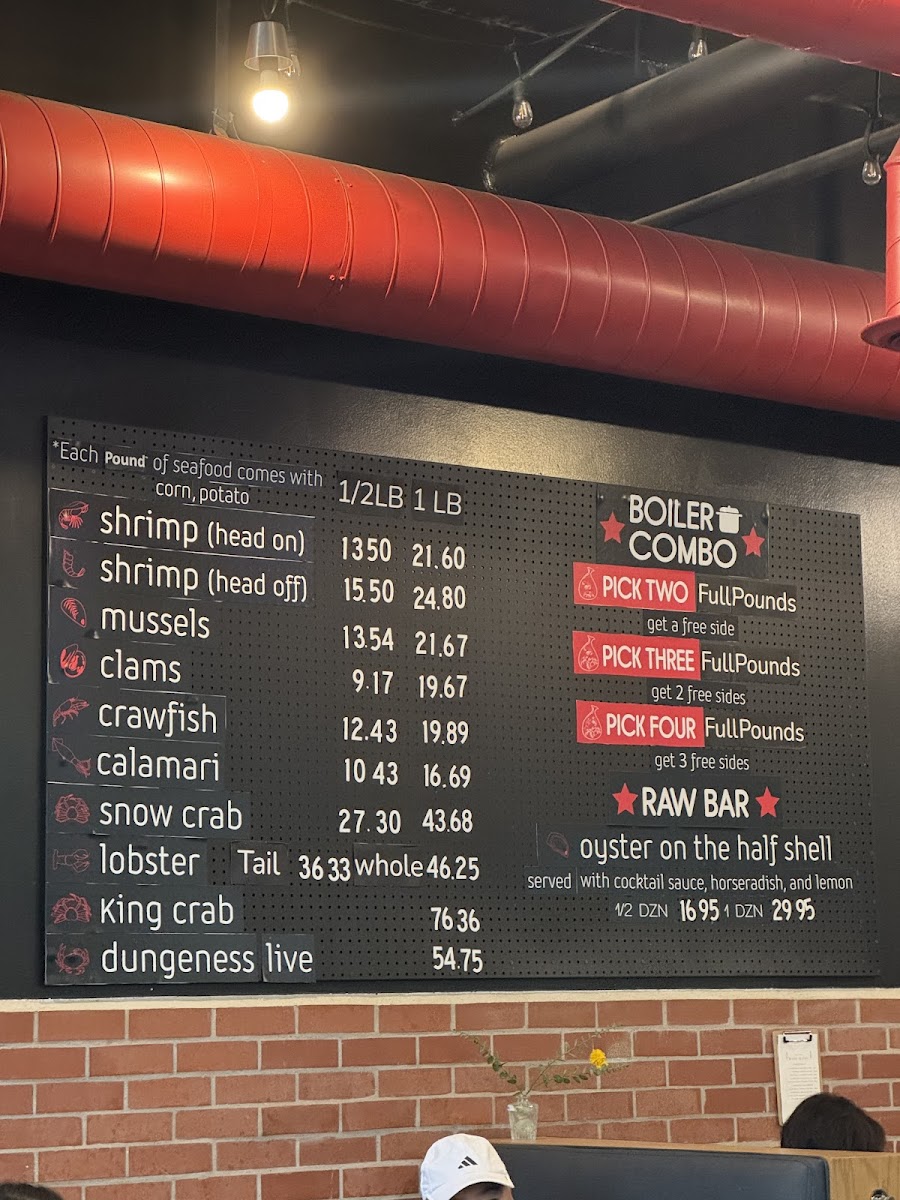 *Each Pound* of seafood comes with
corn, potato
1/2LB 1 LB
shrimp (head on) 1350 21.60
shrimp (head off) 15.50 24.80
mussels 13.54 21.67
clams 9.17 19.67
crawfish 12.43 19.89
calamari 10 43 16.69
snow crab 27.30 43.68
lobster Tail 36 33 whole 46.25
King crab 76 36
dungeness live 54.75
BOILER
COMBO
PICK TWO FullPounds
get a free side
PICK THREE FullPounds
get 2 free sides
PICK FOUR FullPounds
get 3 free sides
RAW BAR
oyster on the half shell
served with cocktail sauce, horseradish, and lemon
1/2 DZN 16 95 1 DZN 29 95